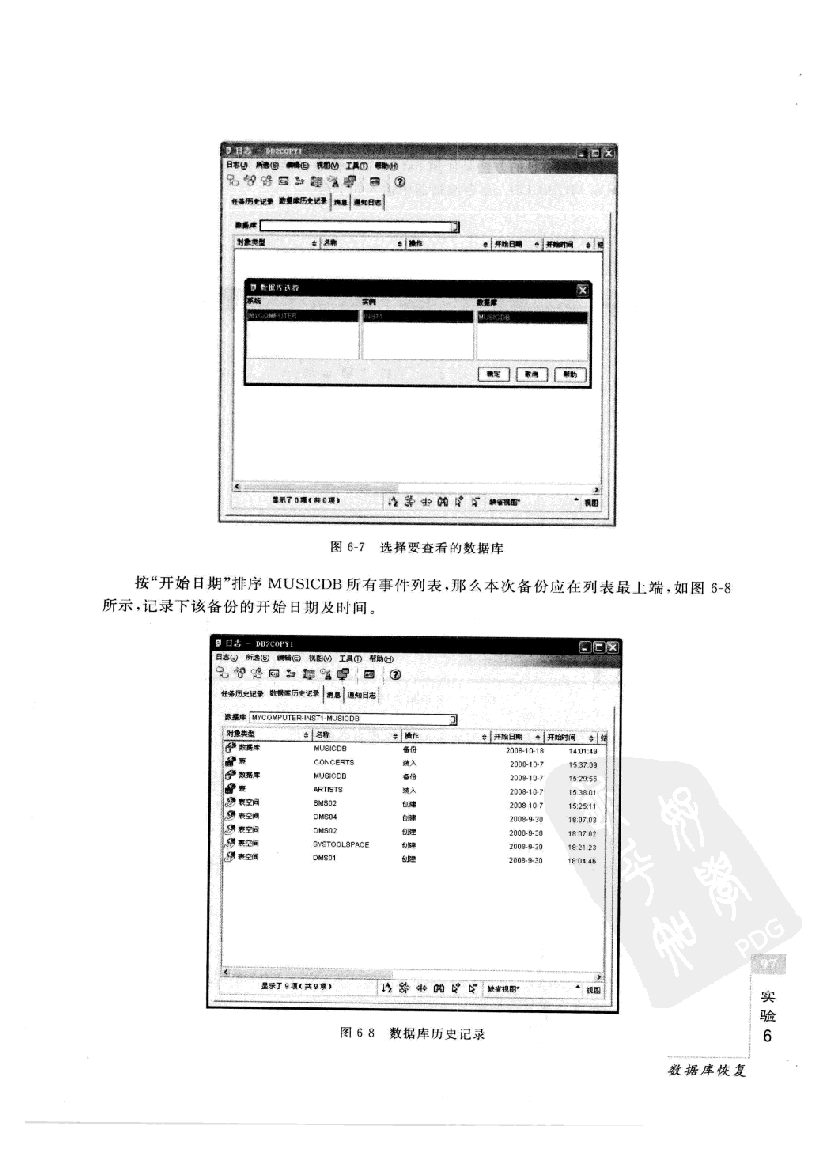 日志 - DB2COPY1
日志(J) 所选(S) 编辑(E) 视图(V) 工具(T) 帮助(H)
任务历史记录 数据库历史记录 消息 通知日志
数据库
对象类型 名称 操作 开始日期 开始时间
数据库选择
系统 实例 数据库
MYCOMPUTER INST1 MUSICDB
确定 取消 帮助
显示了 0 项(共 0 项) 缺省视图* 视图
图 6-7 选择要查看的数据库
按“开始日期”排序 MUSICDB 所有事件列表,那么本次备份应在列表最上端,如图 6-8
所示,记录下该备份的开始日期及时间。
日志 - DB2COPY1
日志(J) 所选(S) 编辑(E) 视图(V) 工具(T) 帮助(H)
任务历史记录 数据库历史记录 消息 通知日志
数据库 MYCOMPUTER-INST1-MUSICDB
对象类型 名称 操作 开始日期 开始时间
数据库 MUSICDB 备份 2008-10-18 14:01:49
表 CONCERTS 装入 2008-10-7 15:37:39
数据库 MUSICDB 备份 2008-10-7 15:29:56
表 ARTISTS 装入 2008-10-7 15:38:01
表空间 SMS02 创建 2008-10-7 15:25:11
表空间 DMS04 创建 2008-9-30 18:37:03
表空间 DMS02 创建 2008-9-30 18:37:02
表空间 SYSTOOLSPACE 创建 2008-9-30 18:21:23
表空间 DMS01 创建 2008-9-30
显示了 9 项(共 9 项) 缺省视图* 视图
图 6-8 数据库历史记录
PDG
97
实
验
6
数据库恢复